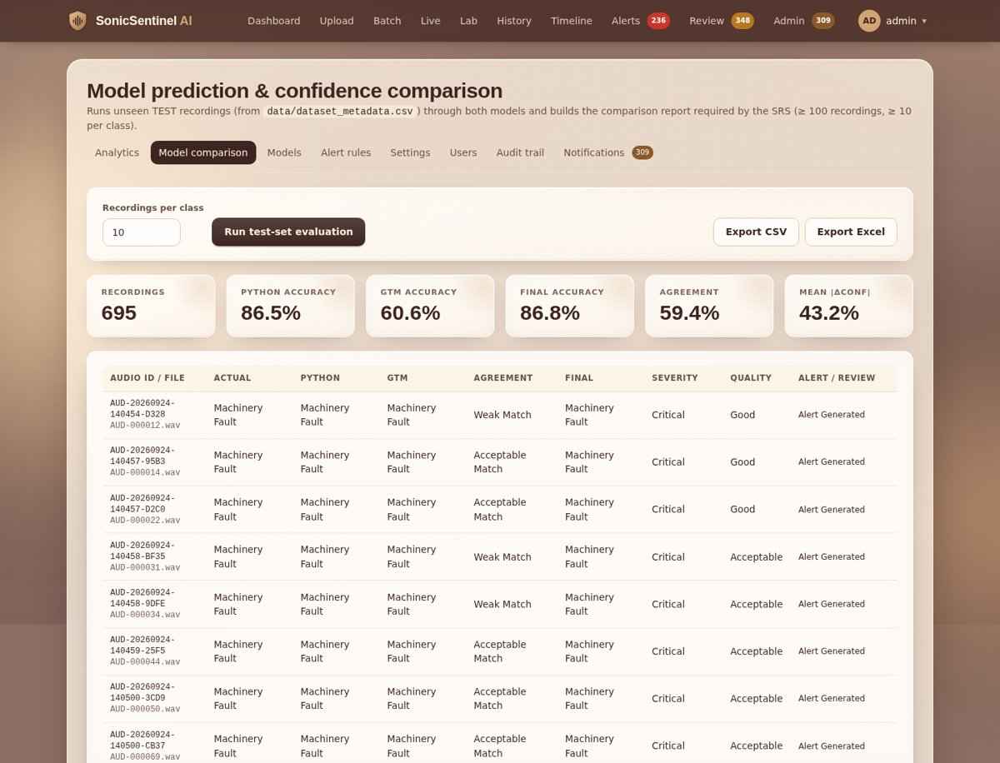 SonicSentinel AI
Dashboard Upload Batch Live Lab History Timeline Alerts 236 Review 348 Admin 309 AD admin ▾
Model prediction & confidence comparison
Runs unseen TEST recordings (from data/dataset_metadata.csv ) through both models and builds the comparison report required by the SRS (≥ 100 recordings, ≥ 10
per class).
Analytics Model comparison Models Alert rules Settings Users Audit trail Notifications 309
Recordings per class
10 Run test-set evaluation Export CSV Export Excel
RECORDINGS PYTHON ACCURACY GTM ACCURACY FINAL ACCURACY AGREEMENT MEAN |ΔCONF|
695 86.5% 60.6% 86.8% 59.4% 43.2%
AUDIO ID / FILE ACTUAL PYTHON GTM AGREEMENT FINAL SEVERITY QUALITY ALERT / REVIEW
AUD-20260924-
140454-D328
AUD-000012.wav
Machinery
Fault
Machinery
Fault
Machinery
Fault
Weak Match
Machinery
Fault
Critical
Good
Alert Generated
AUD-20260924-
140457-95B3
AUD-000014.wav
Machinery
Fault
Machinery
Fault
Machinery
Fault
Acceptable
Match
Machinery
Fault
Critical
Good
Alert Generated
AUD-20260924-
140457-D2C0
AUD-000022.wav
Machinery
Fault
Machinery
Fault
Machinery
Fault
Acceptable
Match
Machinery
Fault
Critical
Good
Alert Generated
AUD-20260924-
140458-BF35
AUD-000031.wav
Machinery
Fault
Machinery
Fault
Machinery
Fault
Weak Match
Machinery
Fault
Critical
Acceptable
Alert Generated
AUD-20260924-
140458-9DFE
AUD-000034.wav
Machinery
Fault
Machinery
Fault
Machinery
Fault
Weak Match
Machinery
Fault
Critical
Acceptable
Alert Generated
AUD-20260924-
140459-25F5
AUD-000044.wav
Machinery
Fault
Machinery
Fault
Machinery
Fault
Acceptable
Match
Machinery
Fault
Critical
Acceptable
Alert Generated
AUD-20260924-
140500-3CD9
AUD-000050.wav
Machinery
Fault
Machinery
Fault
Machinery
Fault
Acceptable
Match
Machinery
Fault
Critical
Acceptable
Alert Generated
AUD-20260924-
140500-CB37
AUD-000069.wav
Machinery
Fault
Machinery
Fault
Machinery
Fault
Acceptable
Match
Machinery
Fault
Critical
Acceptable
Alert Generated